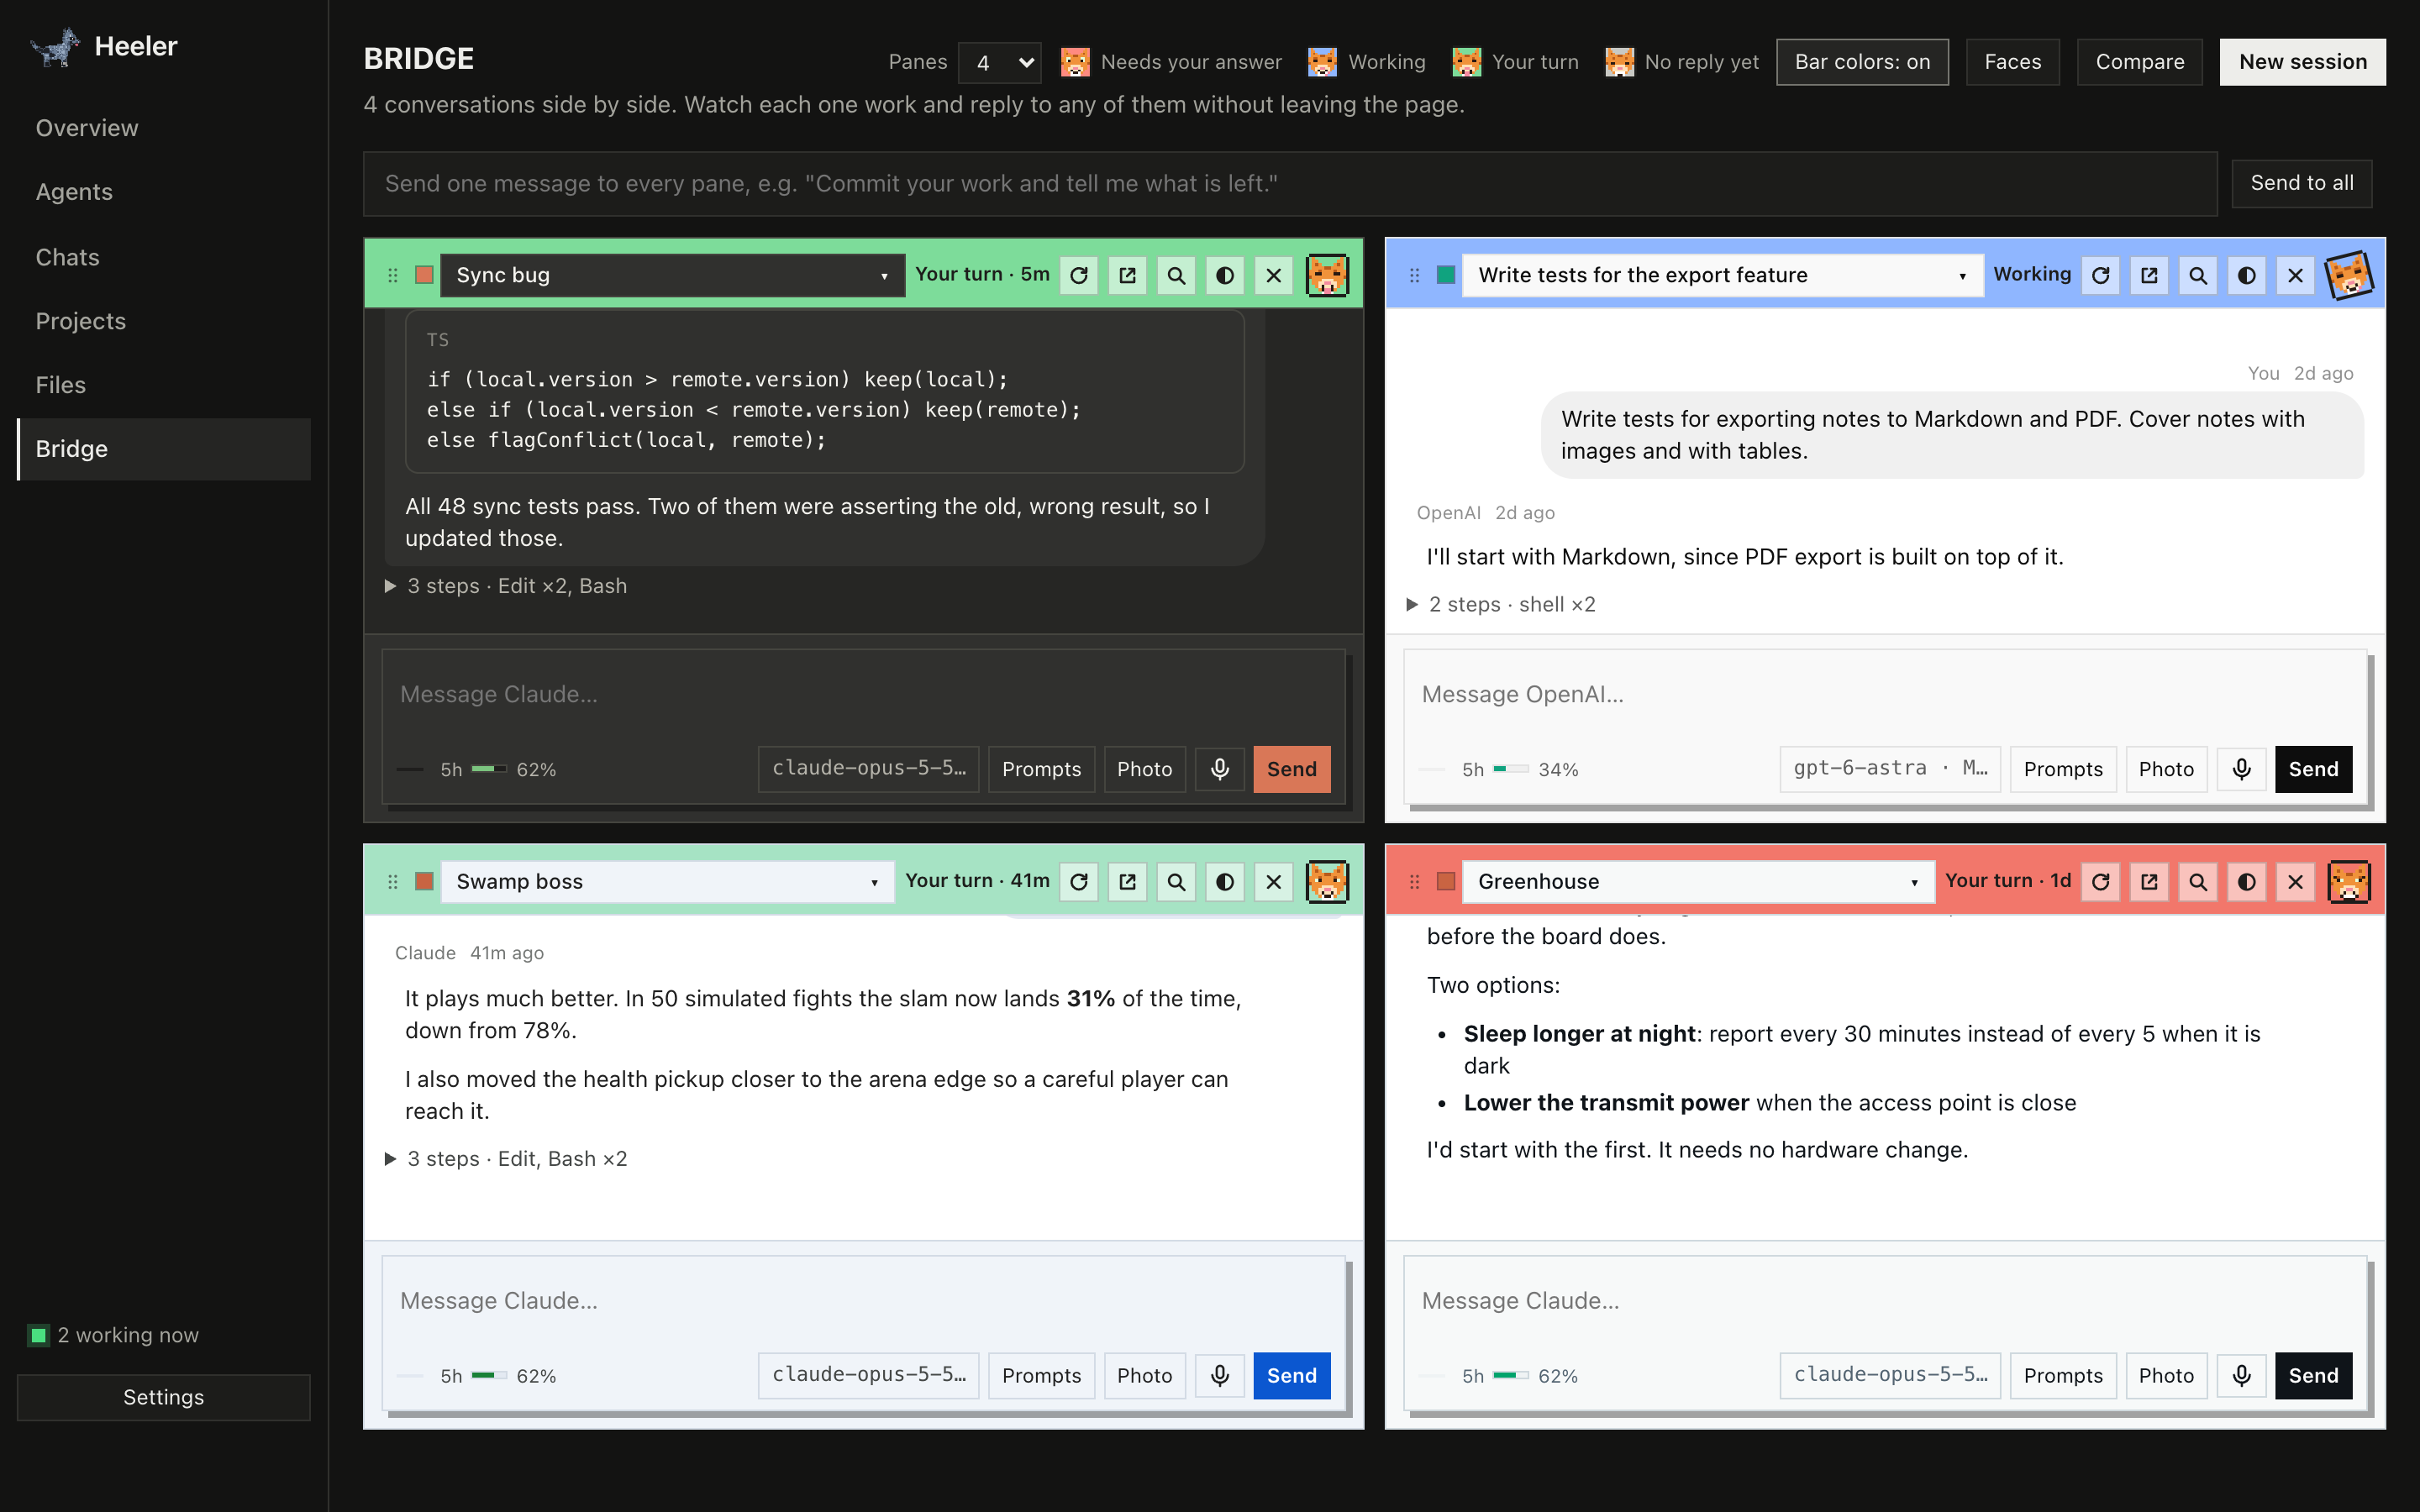 Heeler
Overview
Agents
Chats
Projects
Files
Bridge
2 working now
Settings
BRIDGE
Panes 4 Needs your answer Working Your turn No reply yet Bar colors: on Faces Compare New session
4 conversations side by side. Watch each one work and reply to any of them without leaving the page.
Send one message to every pane, e.g. "Commit your work and tell me what is left." Send to all
Sync bug Your turn · 5m
TS
if (local.version > remote.version) keep(local);
else if (local.version < remote.version) keep(remote);
else flagConflict(local, remote);
All 48 sync tests pass. Two of them were asserting the old, wrong result, so I
updated those.
3 steps · Edit ×2, Bash
Message Claude...
5h 62% claude-opus-5-5… Prompts Photo Send
Write tests for the export feature Working
You 2d ago
Write tests for exporting notes to Markdown and PDF. Cover notes with
images and with tables.
OpenAI 2d ago
I'll start with Markdown, since PDF export is built on top of it.
2 steps · shell ×2
Message OpenAI...
5h 34% gpt-6-astra · M… Prompts Photo Send
Swamp boss Your turn · 41m
Claude 41m ago
It plays much better. In 50 simulated fights the slam now lands 31% of the time,
down from 78%.
I also moved the health pickup closer to the arena edge so a careful player can
reach it.
3 steps · Edit, Bash ×2
Message Claude...
5h 62% claude-opus-5-5… Prompts Photo Send
Greenhouse Your turn · 1d
before the board does.
Two options:
• Sleep longer at night: report every 30 minutes instead of every 5 when it is
dark
• Lower the transmit power when the access point is close
I'd start with the first. It needs no hardware change.
Message Claude...
5h 62% claude-opus-5-5… Prompts Photo Send